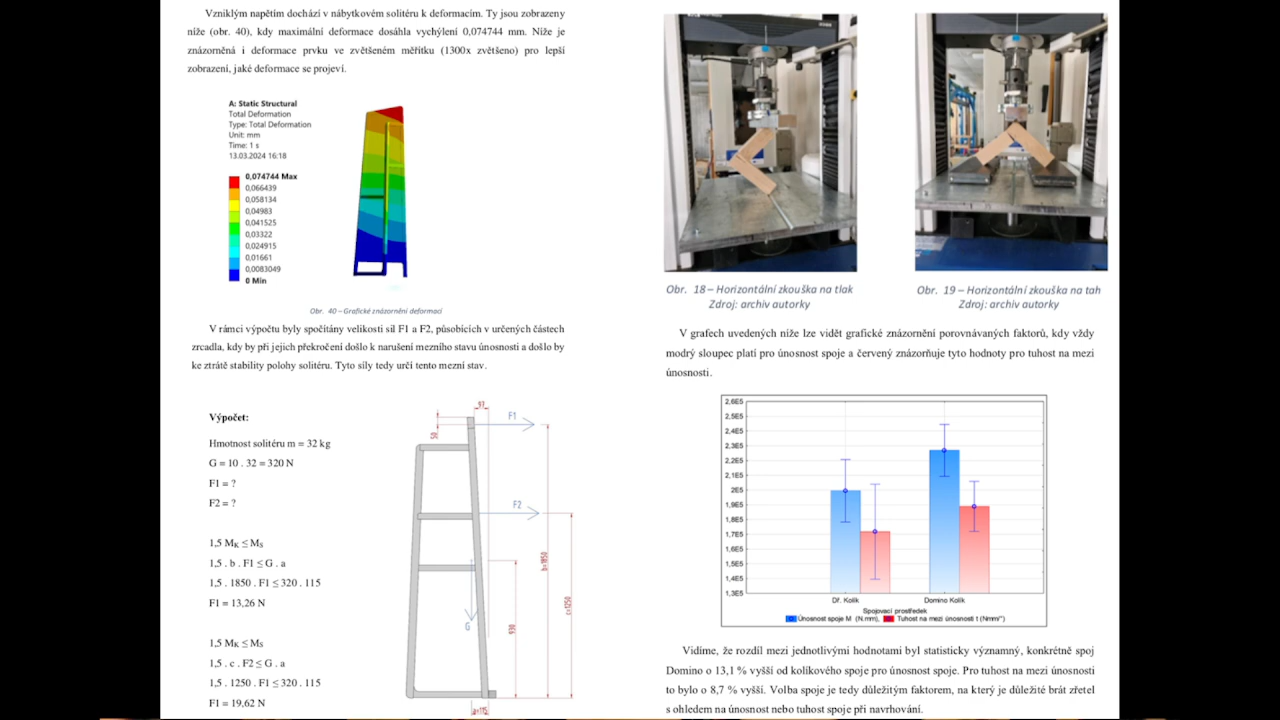 Vzniklým napětím dochází v nábytkovém solitéru k deformacím. Ty jsou zobrazeny
níže (obr. 40), kdy maximální deformace dosáhla vychýlení 0,074744 mm. Níže je
znázorněná i deformace prvku ve zvětšeném měřítku (1300x zvětšeno) pro lepší
zobrazení, jaké deformace se projeví.
A: Static Structural
Total Deformation
Type: Total Deformation
Unit: mm
Time: 1 s
13.03.2024 16:18
0,074744 Max
0,066439
0,058134
0,04983
0,041525
0,03322
0,024915
0,01661
0,0083049
0 Min
Obr. 40 – Grafické znázornění deformací
V rámci výpočtu byly spočítány velikosti sil F1 a F2, působících v určených částech
zrcadla, kdy by při jejich překročení došlo k narušení mezního stavu únosnosti a došlo by
ke ztrátě stability polohy solitéru. Tyto síly tedy určí tento mezní stav.
Výpočet:
Hmotnost solitéru m = 32 kg
G = 10 . 32 = 320 N
F1 = ?
F2 = ?
1,5 MK ≤ MS
1,5 . b . F1 ≤ G . a
1,5 . 1850 . F1 ≤ 320 . 115
F1 = 13,26 N
1,5 MK ≤ MS
1,5 . c . F2 ≤ G . a
1,5 . 1250 . F1 ≤ 320 . 115
F1 = 19,62 N
97
F1
50
F2
b=1850
c=1250
G
930
a=115
Obr. 18 – Horizontální zkouška na tlak
Zdroj: archiv autorky
Obr. 19 – Horizontální zkouška na tah
Zdroj: archiv autorky
V grafech uvedených níže lze vidět grafické znázornění porovnávaných faktorů, kdy vždy
modrý sloupec platí pro únosnost spoje a červený znázorňuje tyto hodnoty pro tuhost na mezi
únosnosti.
2,6E5
2,5E5
2,4E5
2,3E5
2,2E5
2,1E5
2E5
1,9E5
1,8E5
1,7E5
1,6E5
1,5E5
1,4E5
1,3E5
Dř. Kolík
Domino Kolík
Spojovací prostředek
Únosnost spoje M (N.mm),
Tuhost na mezi únosnosti t (Nmm/°)
Vidíme, že rozdíl mezi jednotlivými hodnotami byl statisticky významný, konkrétně spoj
Domino o 13,1 % vyšší od kolíkového spoje pro únosnost spoje. Pro tuhost na mezi únosnosti
to bylo o 8,7 % vyšší. Volba spoje je tedy důležitým faktorem, na který je důležité brát zřetel
s ohledem na únosnost nebo tuhost spoje při navrhování.